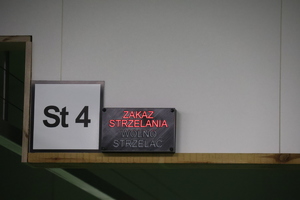 St 4
ZAKAZ
STRZELANIA
WOLNO
STRZELAĆ